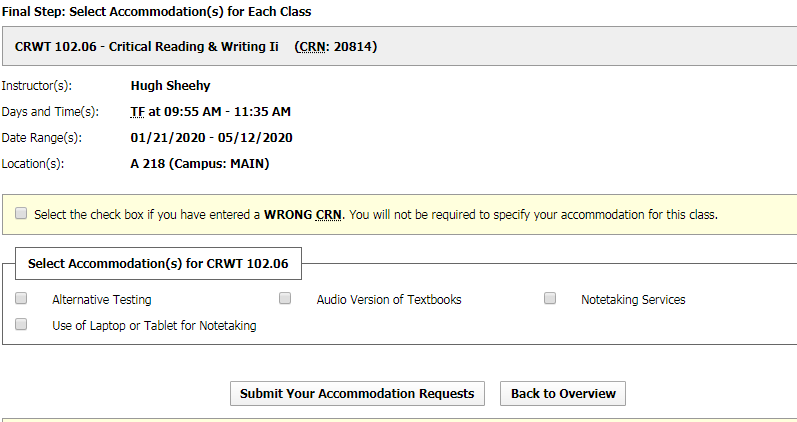 Final Step: Select Accommodation(s) for Each Class
CRWT 102.06 - Critical Reading & Writing Ii (CRN: 20814)
Instructor(s): Hugh Sheehy
Days and Time(s): TF at 09:55 AM - 11:35 AM
Date Range(s): 01/21/2020 - 05/12/2020
Location(s): A 218 (Campus: MAIN)
Select the check box if you have entered a WRONG CRN. You will not be required to specify your accommodation for this class.
Select Accommodation(s) for CRWT 102.06
Alternative Testing Audio Version of Textbooks Notetaking Services
Use of Laptop or Tablet for Notetaking
Submit Your Accommodation Requests Back to Overview